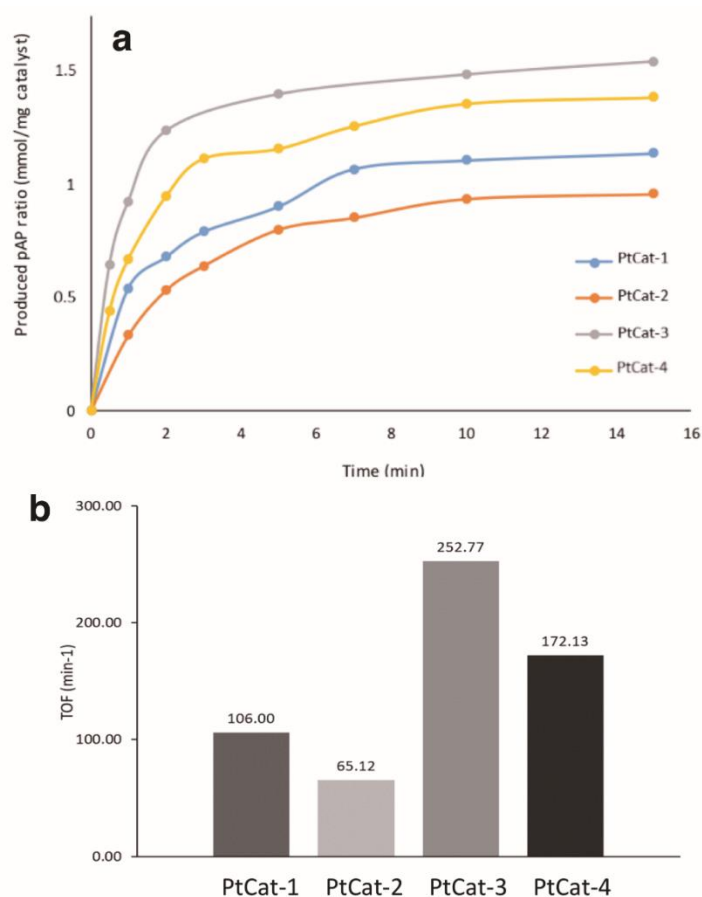 a
Produced pAP ratio (mmol/mg catalyst)
1.5
1
0.5
0
0 2 4 6 8 10 12 14 16
Time (min)
PtCat-1
PtCat-2
PtCat-3
PtCat-4
b
TOF (min-1)
300.00
200.00
100.00
0.00
106.00
65.12
252.77
172.13
PtCat-1 PtCat-2 PtCat-3 PtCat-4